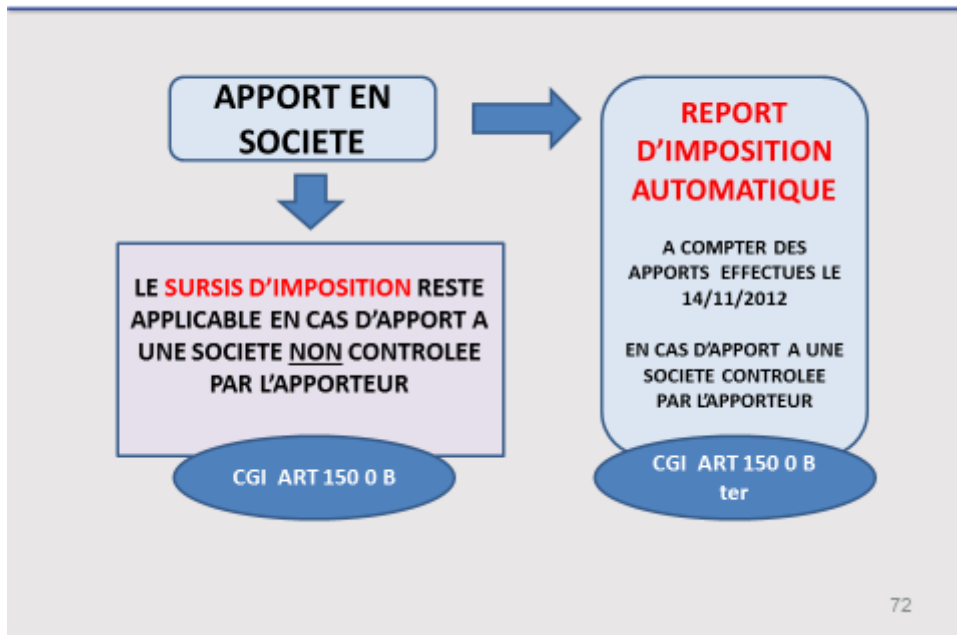 APPORT EN
SOCIETE
LE SURSIS D'IMPOSITION RESTE
APPLICABLE EN CAS D'APPORT A
UNE SOCIETE NON CONTROLEE
PAR L'APPORTEUR
CGI ART 150 0 B
REPORT
D'IMPOSITION
AUTOMATIQUE
A COMPTER DES
APPORTS EFFECTUES LE
14/11/2012
EN CAS D'APPORT A UNE
SOCIETE CONTROLEE
PAR L'APPORTEUR
CGI ART 150 0 B
ter
72